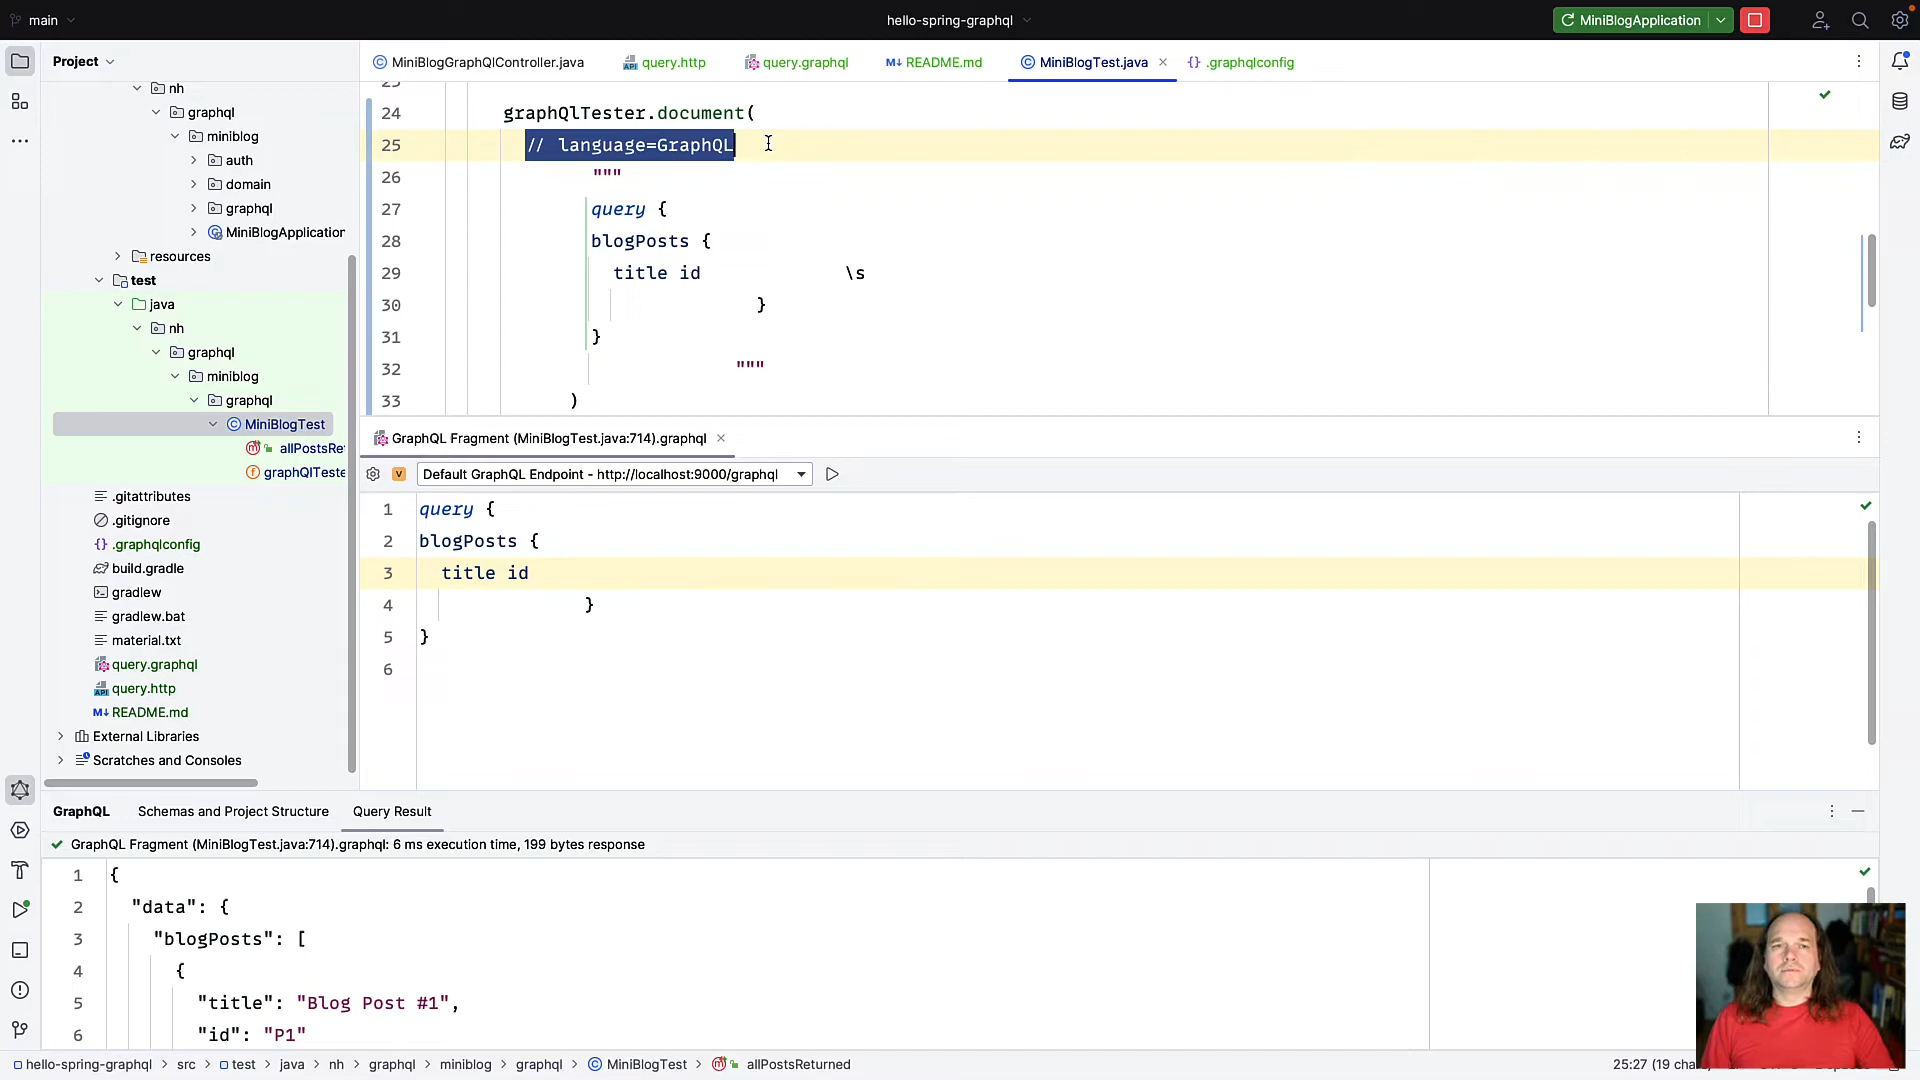 main
hello-spring-graphql
MiniBlogApplication
Project
MiniBlogGraphQlController.java
query.http
query.graphql
README.md
MiniBlogTest.java
.graphqlconfig
nh
graphql
miniblog
auth
domain
graphql
MiniBlogApplication
resources
test
java
nh
graphql
miniblog
graphql
MiniBlogTest
allPostsRe
graphQlTeste
.gitattributes
.gitignore
.graphqlconfig
build.gradle
gradlew
gradlew.bat
material.txt
query.graphql
query.http
README.md
External Libraries
Scratches and Consoles
24 graphQlTester.document(
25 // language=GraphQL
26 """
27 query {
28 blogPosts {
29 title id \s
30 }
31 }
32 """
33 )
GraphQL Fragment (MiniBlogTest.java:714).graphql
Default GraphQL Endpoint - http://localhost:9000/graphql
1 query {
2 blogPosts {
3 title id
4 }
5 }
6
GraphQL Schemas and Project Structure Query Result
GraphQL Fragment (MiniBlogTest.java:714).graphql: 6 ms execution time, 199 bytes response
1 {
2 "data": {
3 "blogPosts": [
4 {
5 "title": "Blog Post #1",
6 "id": "P1"
hello-spring-graphql src test java nh graphql miniblog graphql MiniBlogTest allPostsReturned
25:27 (19 cha